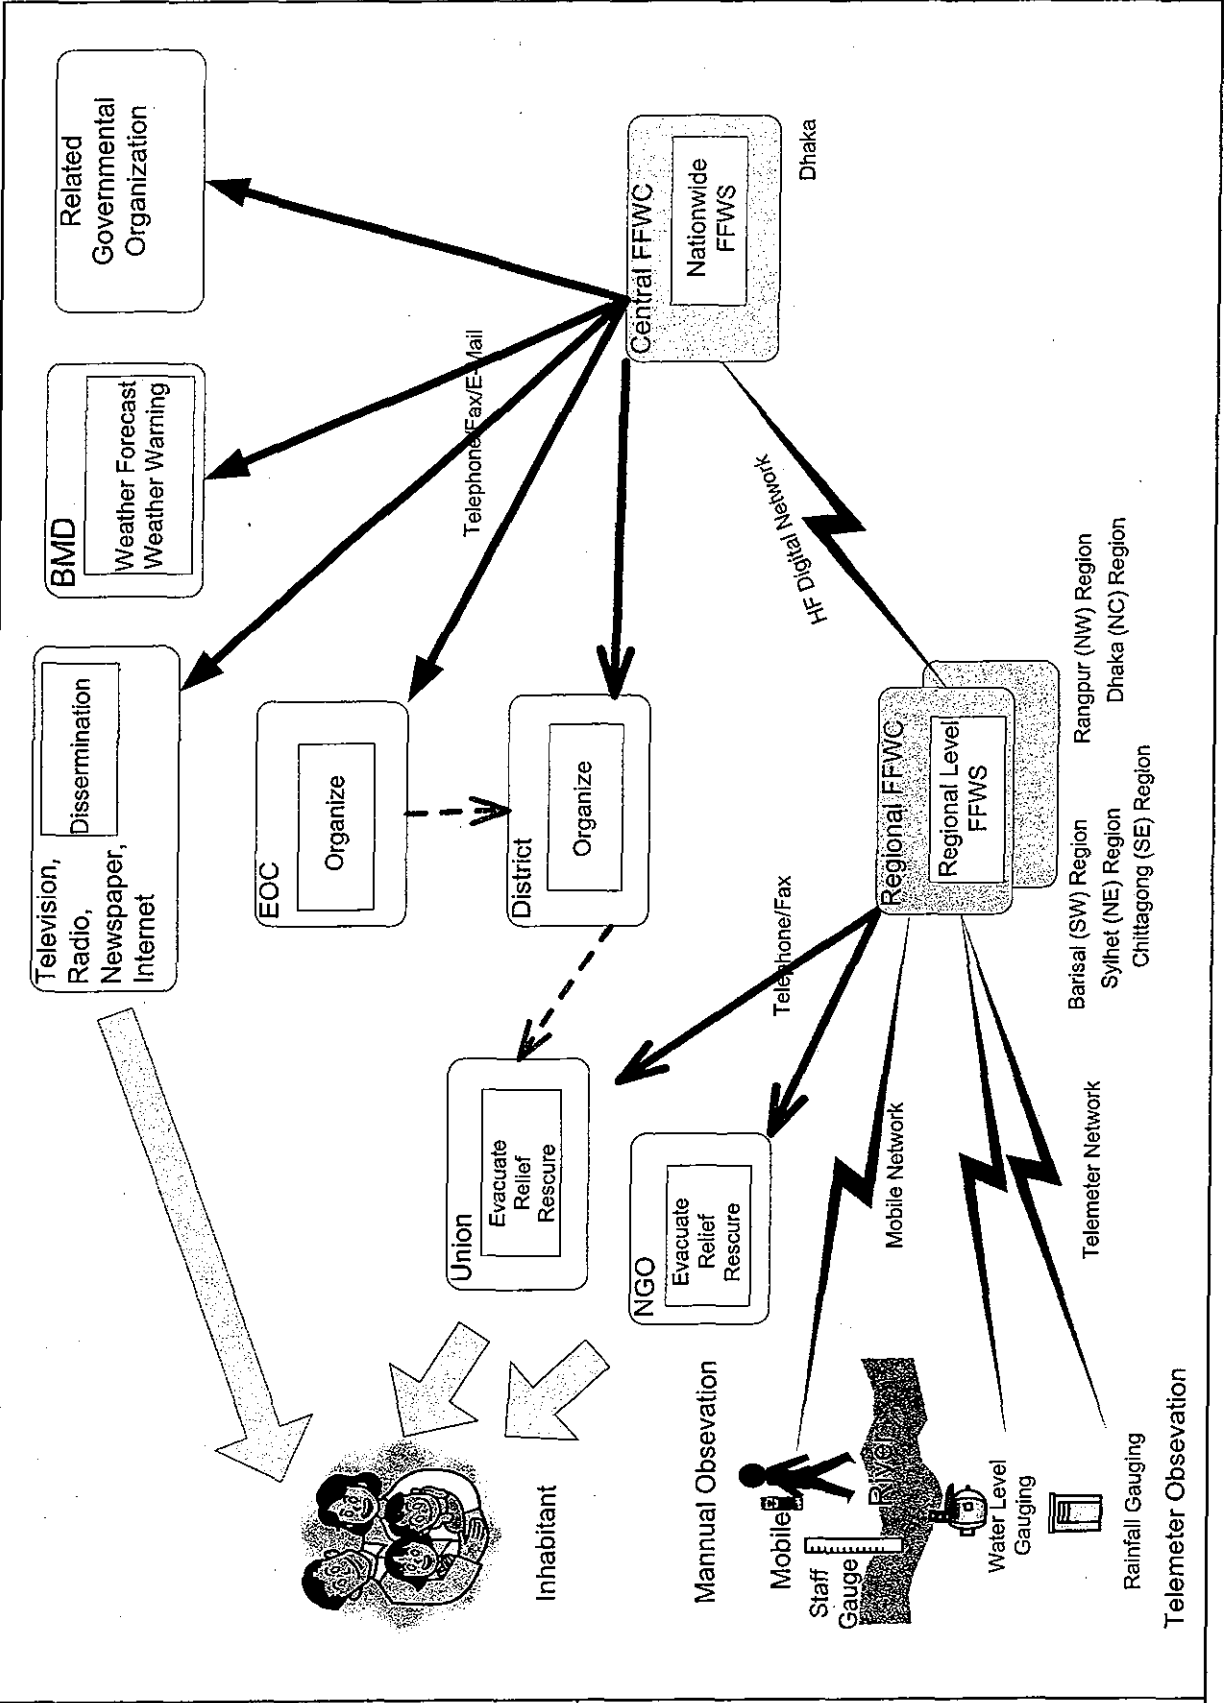 Television,
Radio,
Newspaper,
Internet
Dissermination
BMD
Weather Forecast
Weather Warning
Related
Governmental
Organization
EOC
Organize
Telephone/Fax/E-Mail
District
Organize
Union
Evacuate
Relief
Rescure
Inhabitant
NGO
Evacuate
Relief
Rescure
Telephone/Fax
Central FFWC
Nationwide
FFWS
Dhaka
HF Digital Network
Regional FFWC
Regional Level
FFWS
Mannual Obsevation
Mobile
Staff
Gauge
River
Mobile Network
Water Level
Gauging
Telemeter Network
Rainfall Gauging
Telemeter Obsevation
Barisal (SW) Region
Sylhet (NE) Region
Chittagong (SE) Region
Rangpur (NW) Region
Dhaka (NC) Region